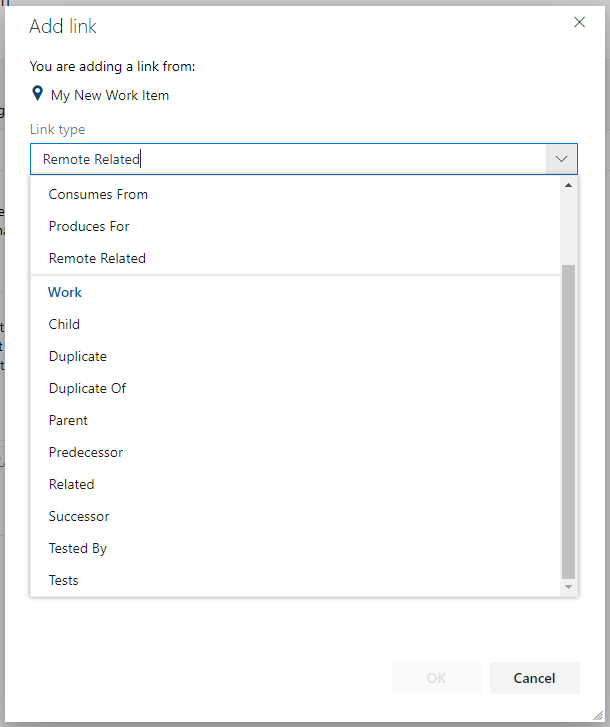 Add link
You are adding a link from:
My New Work Item
Link type
Remote Related
Consumes From
Produces For
Remote Related
Work
Child
Duplicate
Duplicate Of
Parent
Predecessor
Related
Successor
Tested By
Tests
OK
Cancel